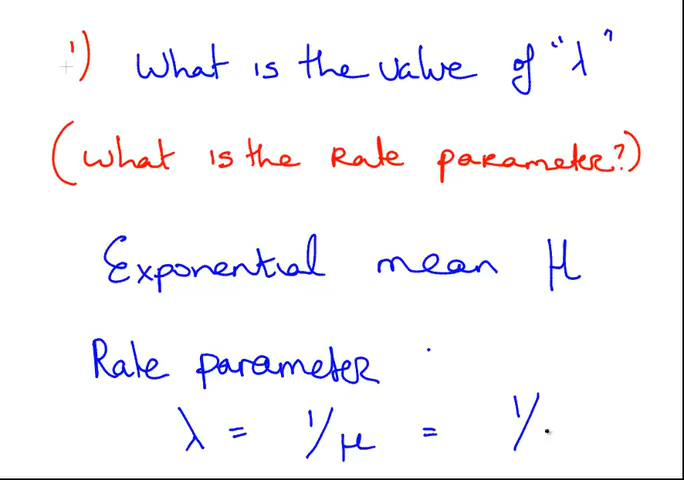 1) What is the value of "λ"
(What is the Rate parameter?)
Exponential mean μ
Rate parameter
λ = 1/μ = 1/